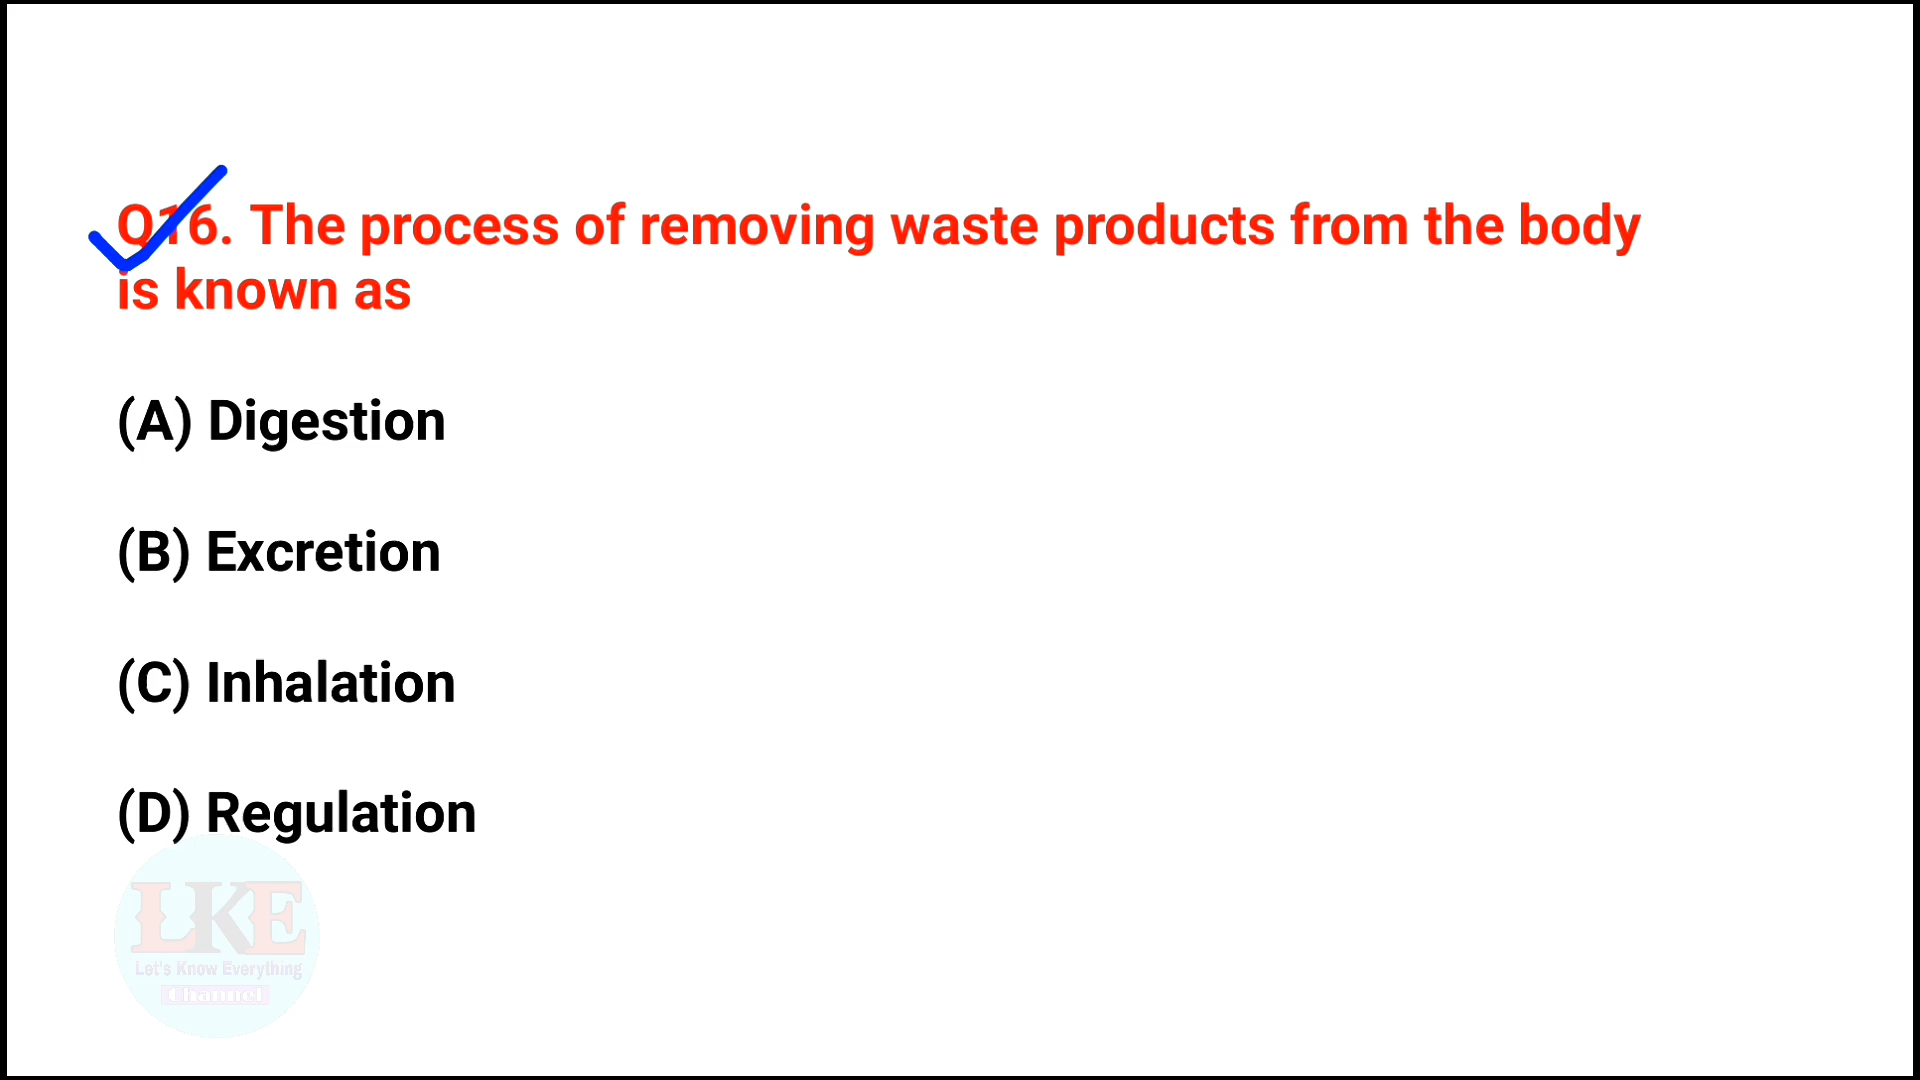 Q16. The process of removing waste products from the body
is known as
(A) Digestion
(B) Excretion
(C) Inhalation
(D) Regulation
LKE
Let's Know Everything
Channel